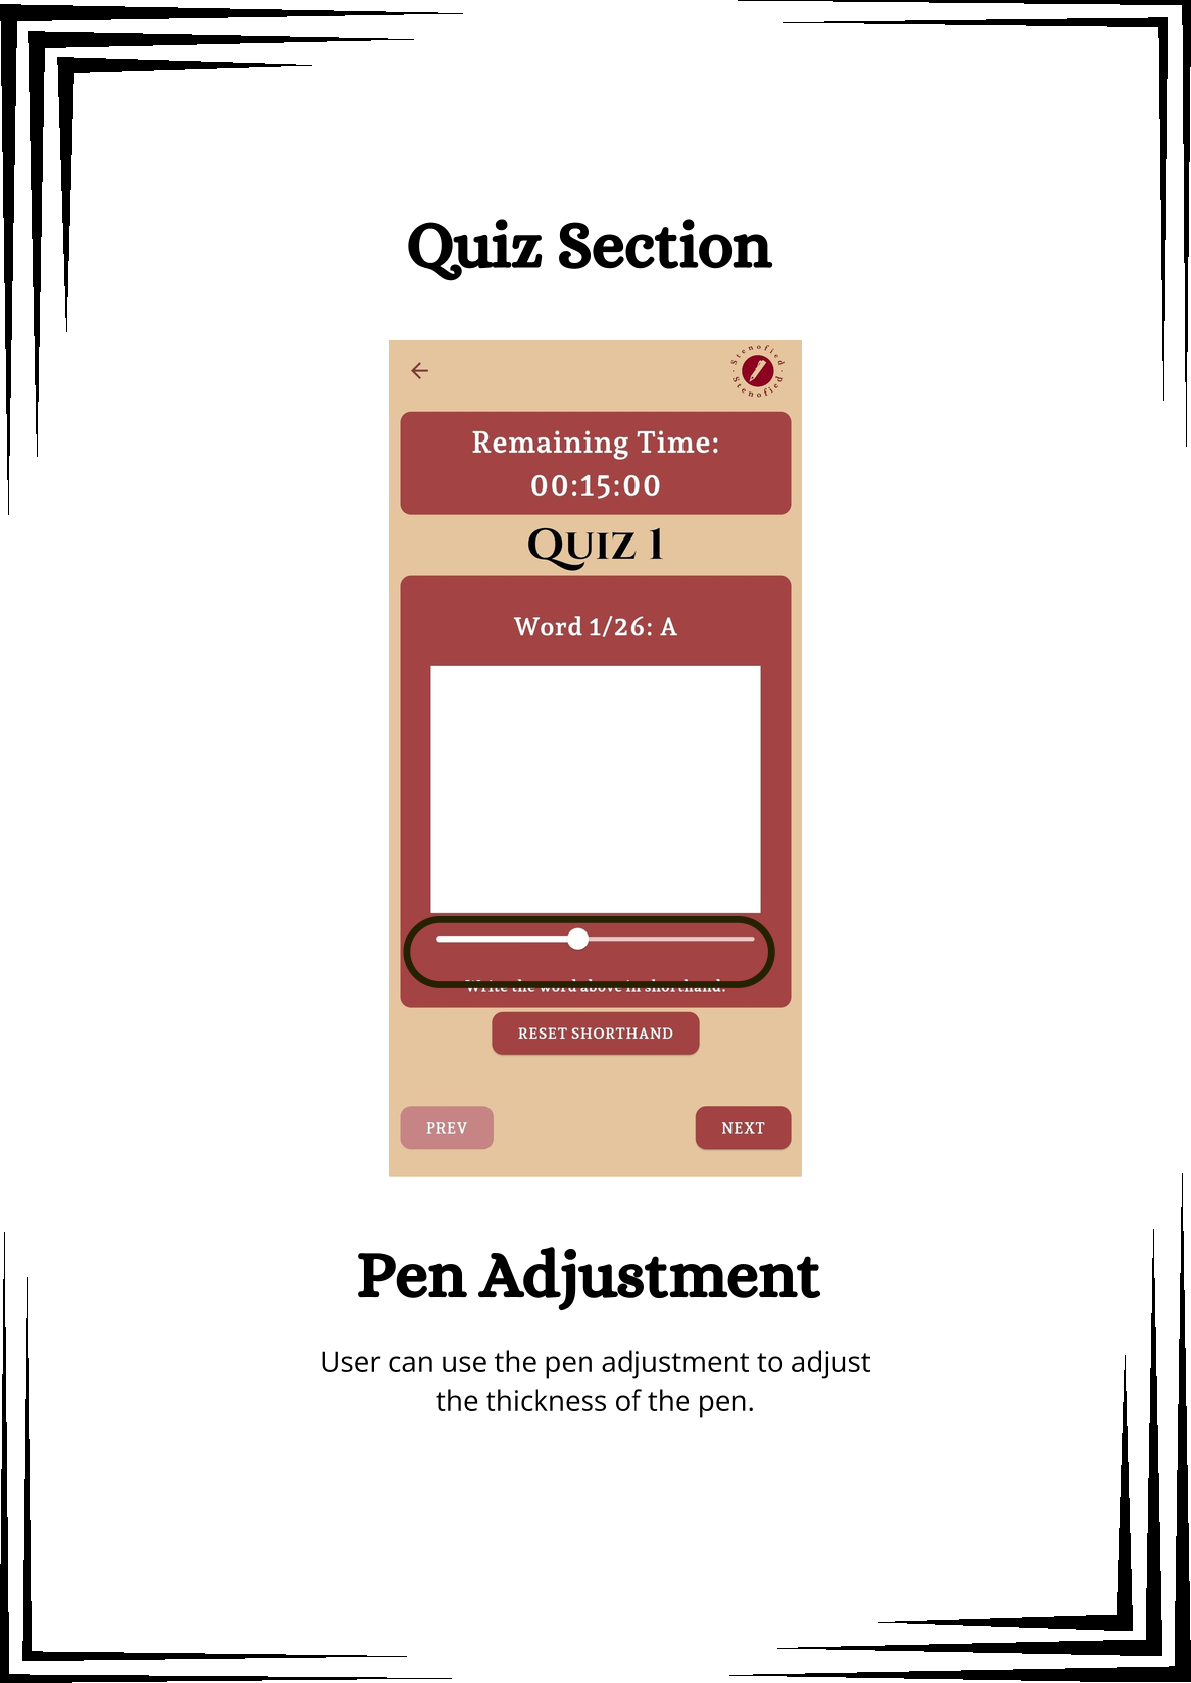 Quiz Section
Stenofied · Stenofied ·
Remaining Time:
00:15:00
Quiz 1
Word 1/26: A
Write the word above in shorthand.
RESET SHORTHAND
PREV
NEXT
Pen Adjustment
User can use the pen adjustment to adjust
the thickness of the pen.